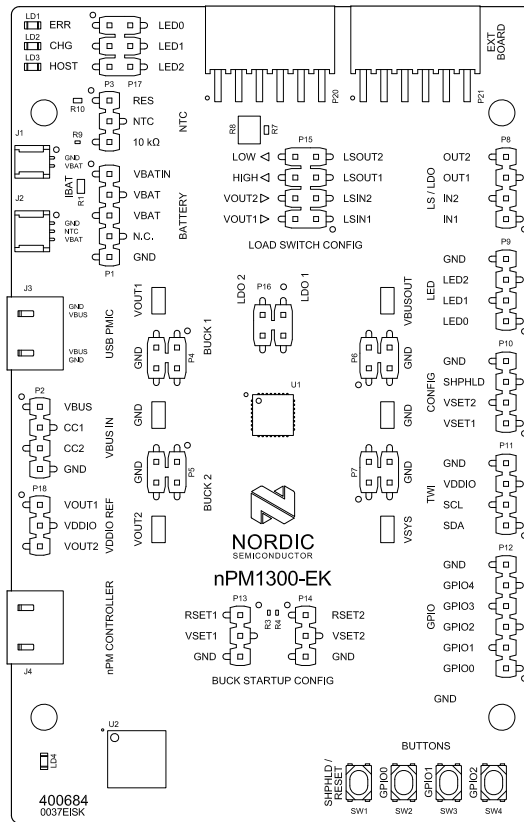 LD1 ERR
LD2 CHG
LD3 HOST
LED0
LED1
LED2
P3 P17
RES
NTC
10 kΩ
NTC
R10
R9
J1
GND
VBAT
J2
GND
NTC
VBAT
IBAT
R1
VBATIN
VBAT
VBAT
N.C.
GND
P1
BATTERY
P20
P21
EXT
BOARD
R8 R7
P15
LOW LSOUT2
HIGH LSOUT1
VOUT2 LSIN2
VOUT1 LSIN1
LOAD SWITCH CONFIG
P8
OUT2
OUT1
IN2
IN1
LS / LDO
GND
LED2
LED1
LED0
P9
LED
J3
GND
VBUS
VBUS
GND
USB PMIC
VOUT1
GND
P4
BUCK 1
LDO 2
P16
LDO 1
VBUSOUT
P6
GND
P10
GND
SHPHLD
VSET2
VSET1
CONFIG
P2
VBUS
CC1
CC2
GND
VBUS IN
GND
U1
GND
GND
P5
BUCK 2
P7
GND
P11
GND
VDDIO
SCL
SDA
TWI
P18
VOUT1
VDDIO
VOUT2
VDDIO REF
VOUT2
VSYS
NORDIC
SEMICONDUCTOR
nPM1300-EK
P12
GND
GPIO4
GPIO3
GPIO2
GPIO1
GPIO0
GPIO
J4
nPM CONTROLLER
P13 P14
R3 R4
RSET1 RSET2
VSET1 VSET2
GND GND
BUCK STARTUP CONFIG
GND
U2
LD4
400684
0037EISK
BUTTONS
SHPHLD /
RESET
GPIO0
GPIO1
GPIO2
SW1 SW2 SW3 SW4